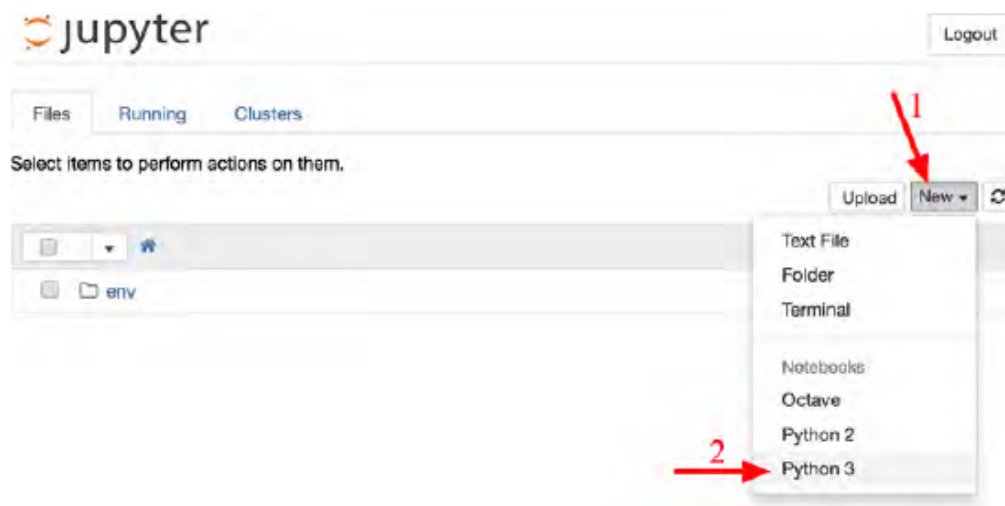 jupyter
Logout
Files Running Clusters
1
Select items to perform actions on them.
Upload New
Text File
env
Folder
Terminal
Notebooks
Octave
Python 2
2
Python 3